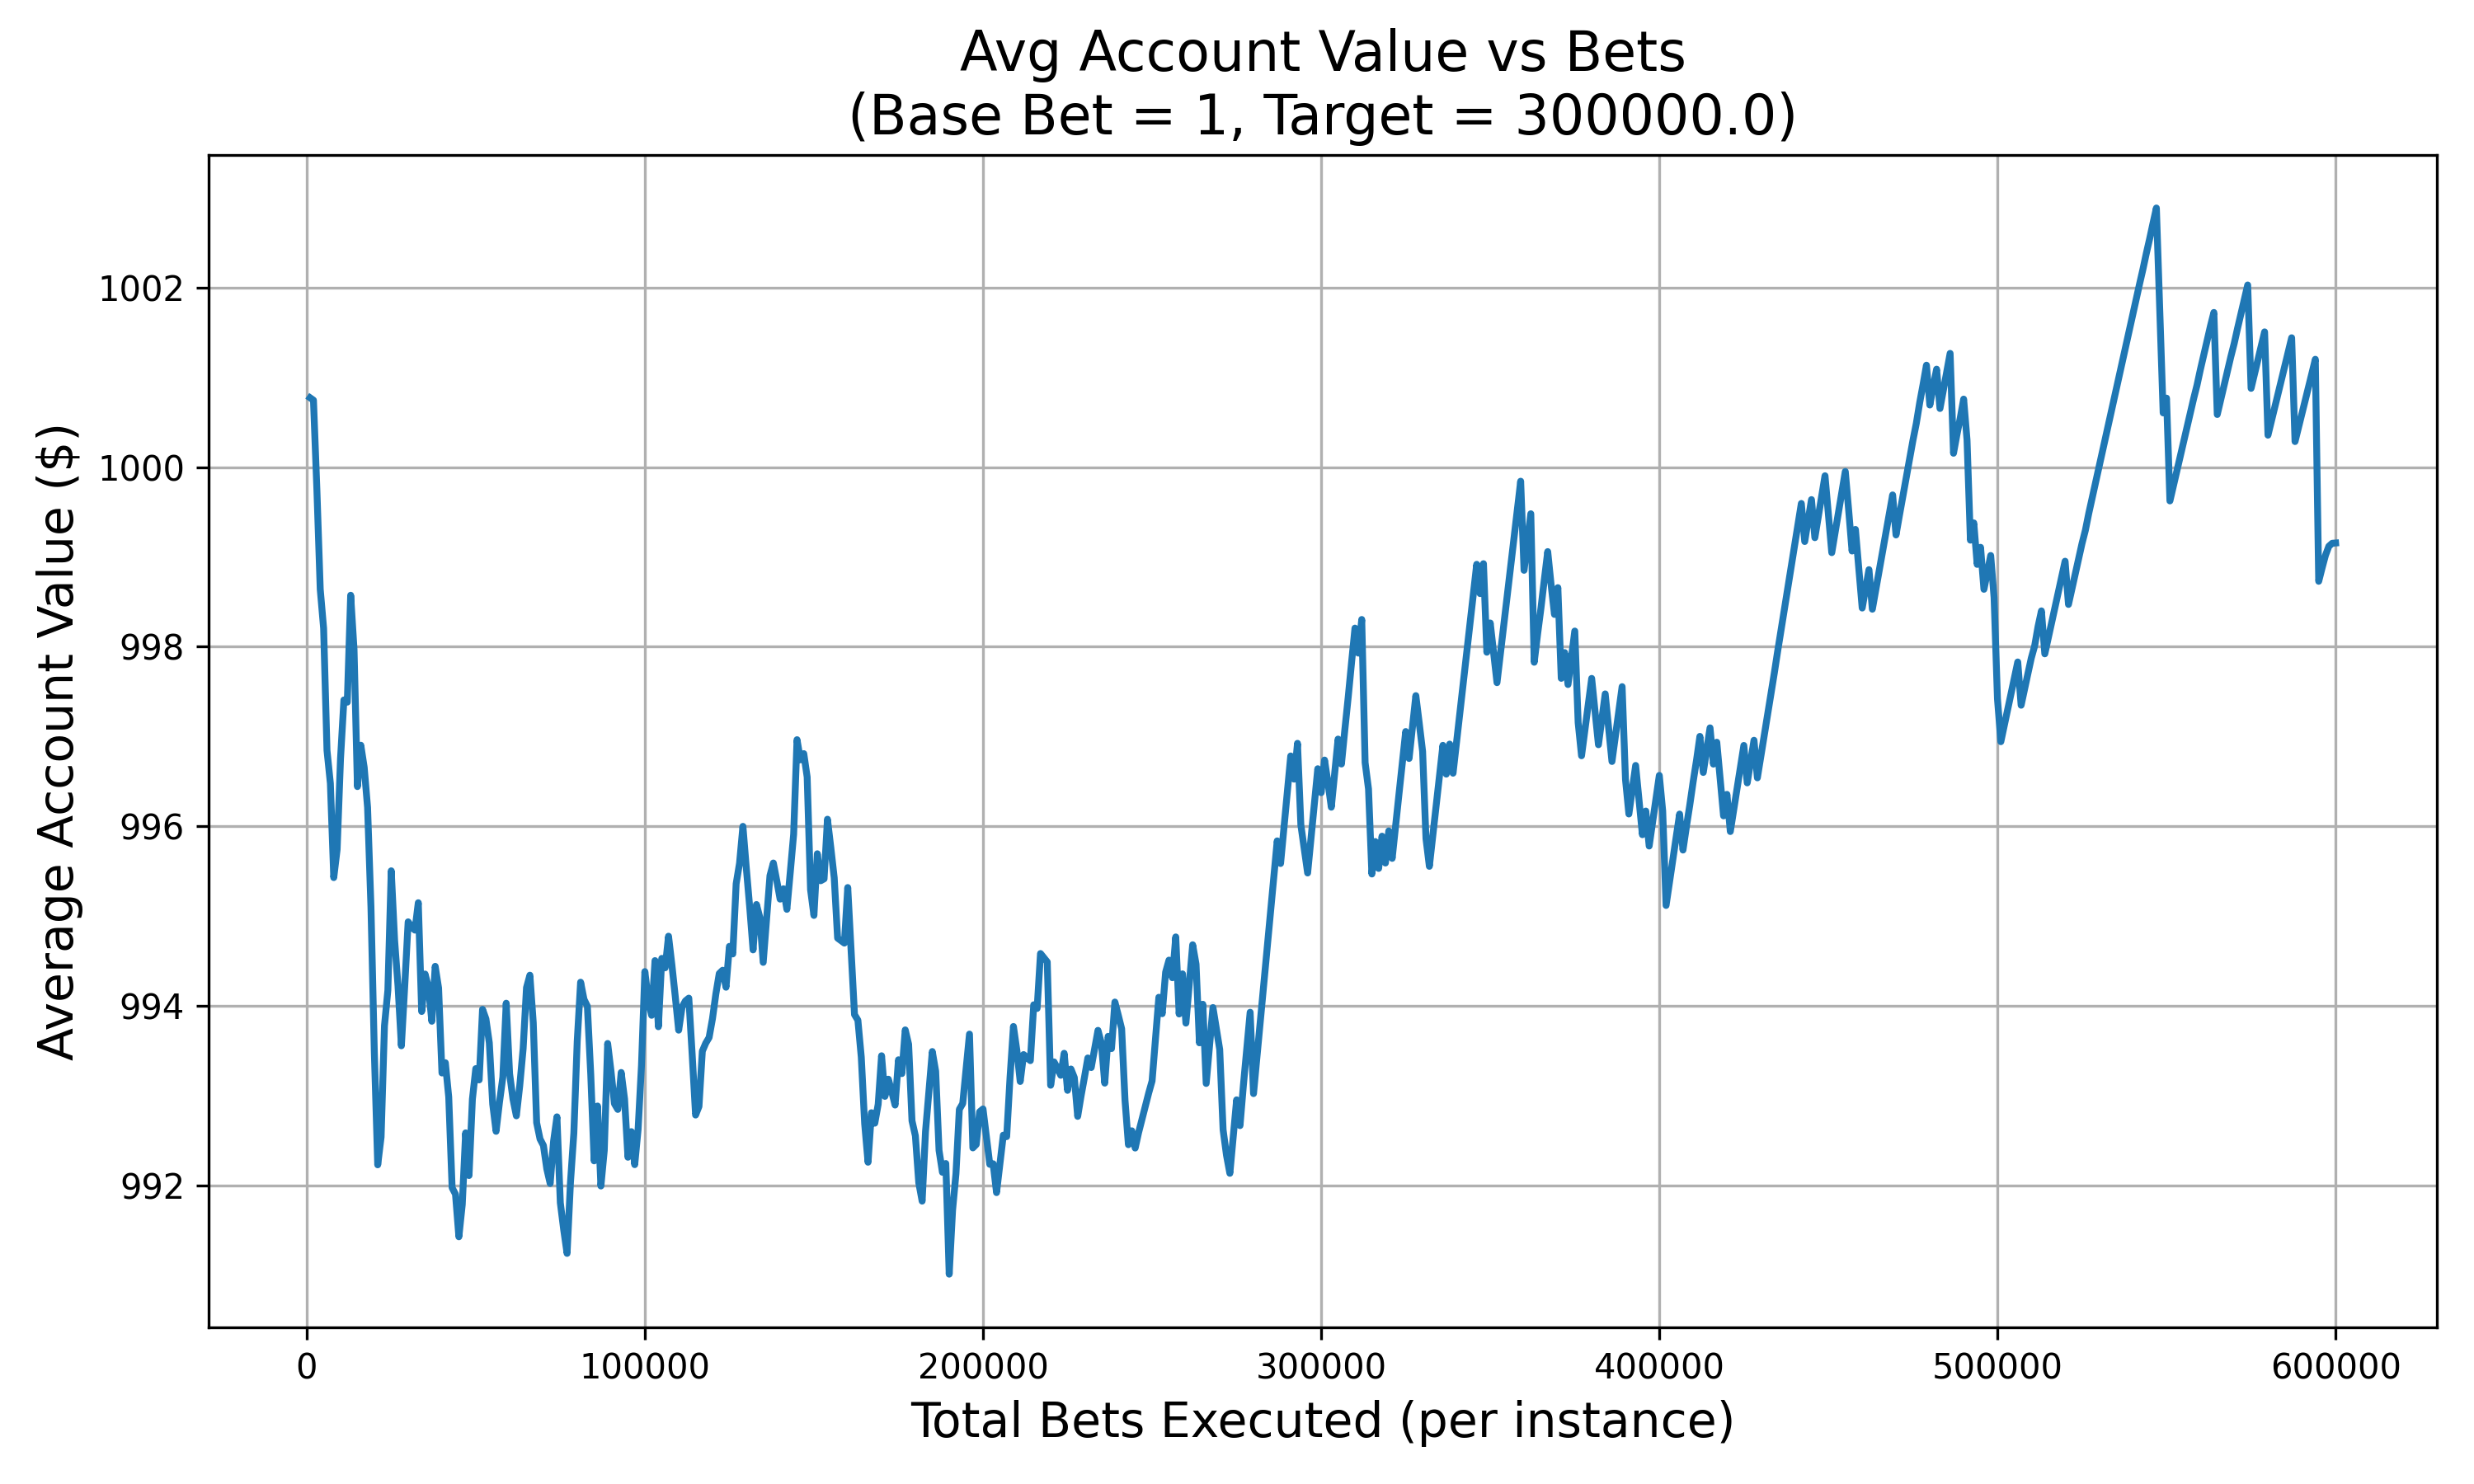 Avg Account Value vs Bets
(Base Bet = 1, Target = 300000.0)
Average Account Value ($)
1002
1000
998
996
994
992
0 100000 200000 300000 400000 500000 600000
Total Bets Executed (per instance)